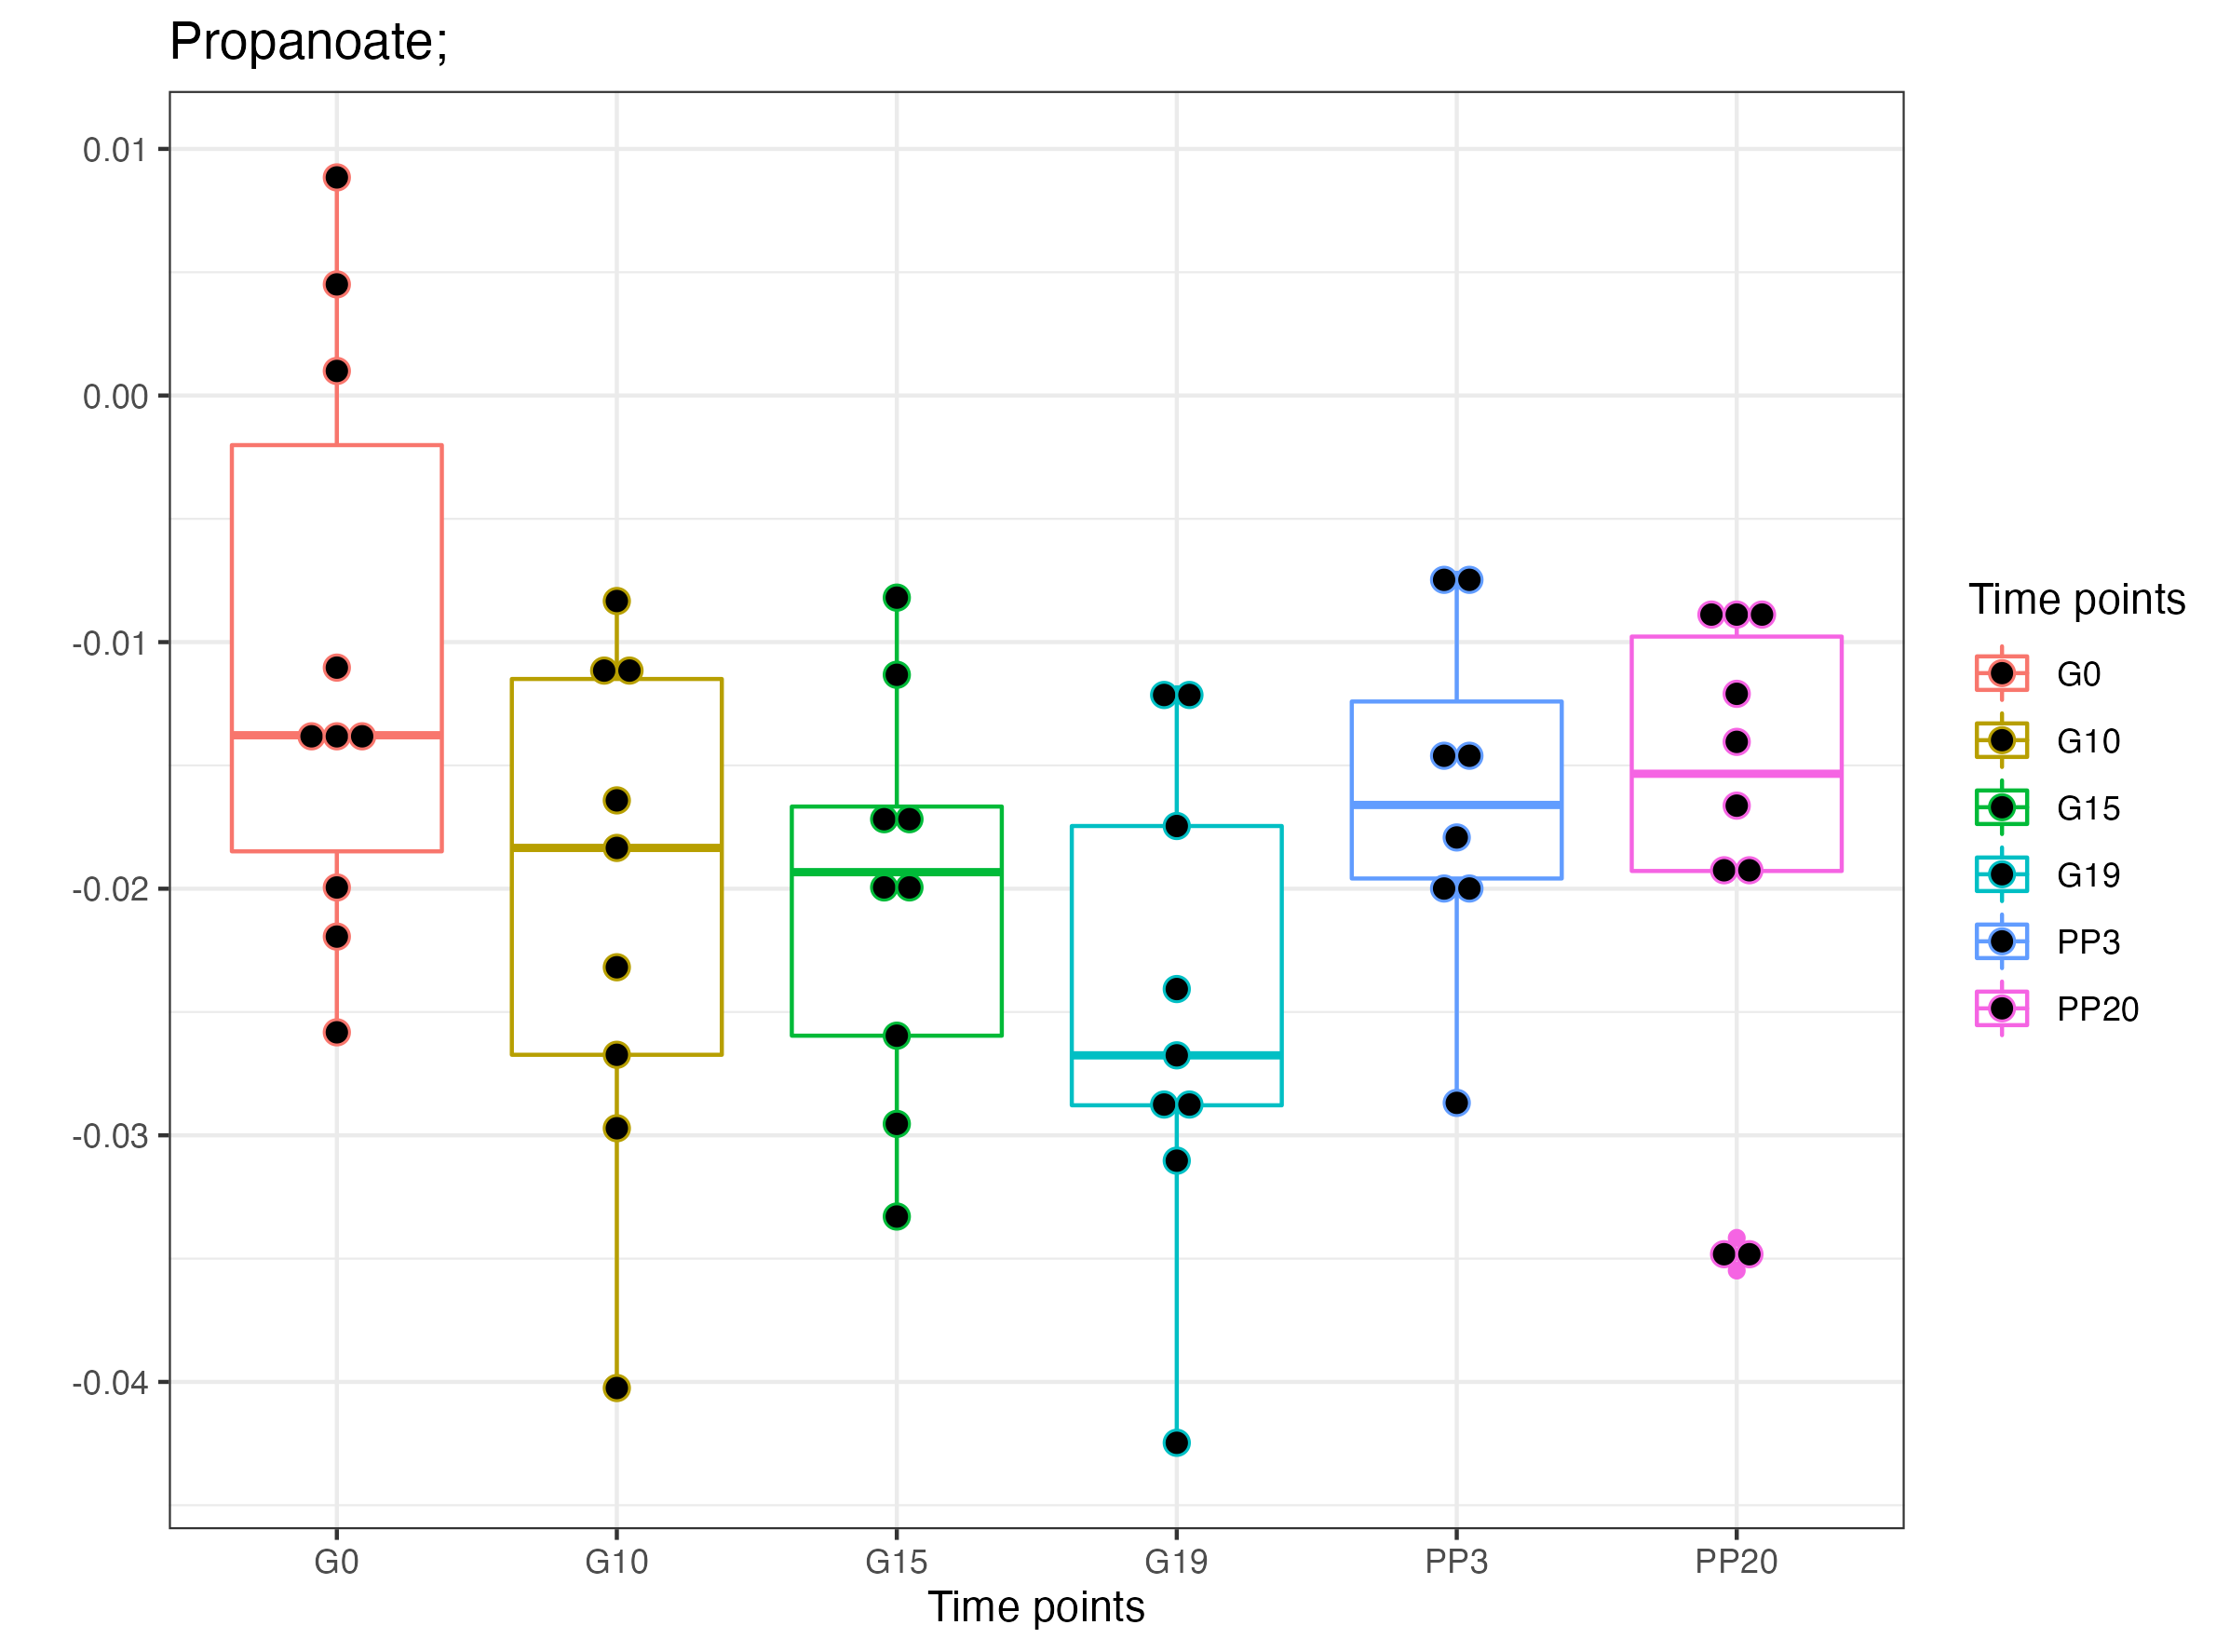 Propanoate;
0.01
0.00
-0.01
-0.02
-0.03
-0.04
G0 G10 G15 G19 PP3 PP20
Time points
Time points
G0
G10
G15
G19
PP3
PP20